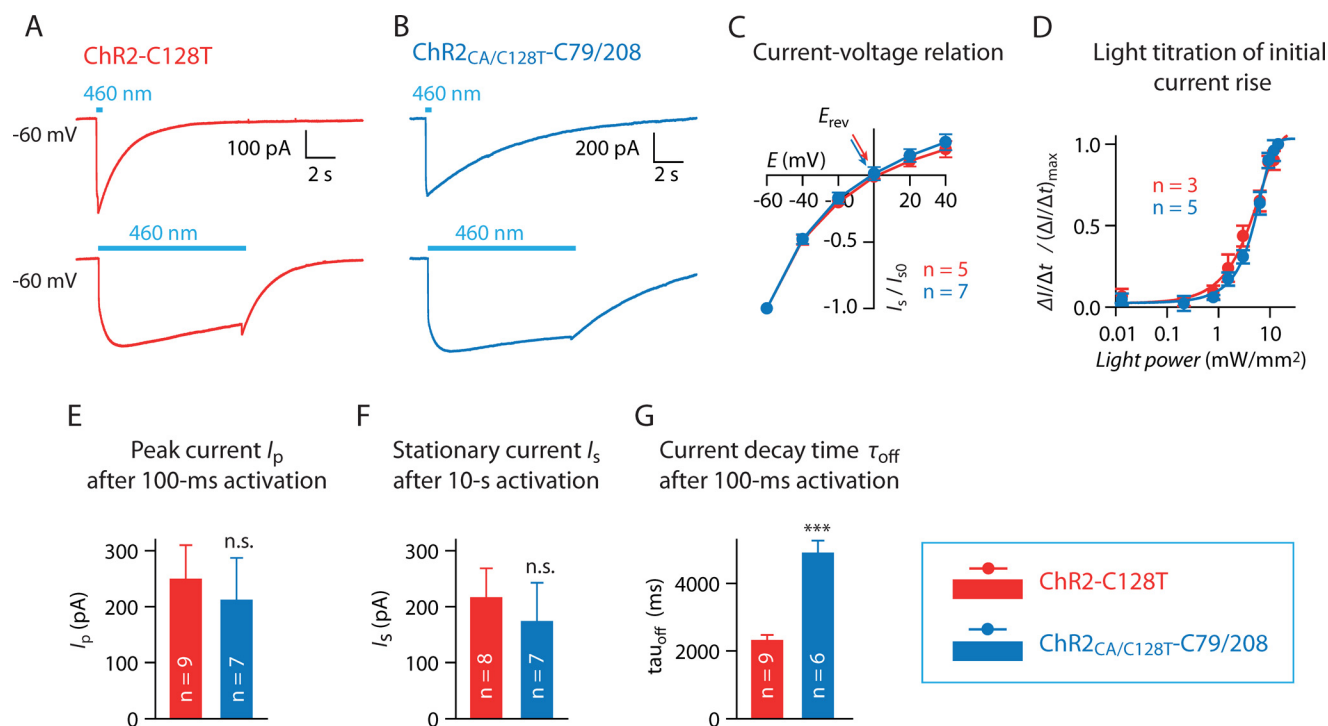 A
ChR2-C128T
460 nm
-60 mV
100 pA
2 s
460 nm
-60 mV
B
ChR2CA/C128T-C79/208
460 nm
200 pA
2 s
460 nm
C
Current-voltage relation
Erev
E (mV)
-60 -40 -20 20 40
-0.5
-1.0
Is / Is0
n = 5
n = 7
D
Light titration of initial
current rise
ΔI/Δt / (ΔI/Δt)max
1.0
0.5
0.0
n = 3
n = 5
0.01 0.1 1 10
Light power (mW/mm2)
E
Peak current Ip
after 100-ms activation
Ip (pA)
300
200
100
0
n.s.
n = 9
n = 7
F
Stationary current Is
after 10-s activation
Is (pA)
300
200
100
0
n.s.
n = 8
n = 7
G
Current decay time τoff
after 100-ms activation
tauoff (ms)
4000
2000
0
***
n = 9
n = 6
ChR2-C128T
ChR2CA/C128T-C79/208